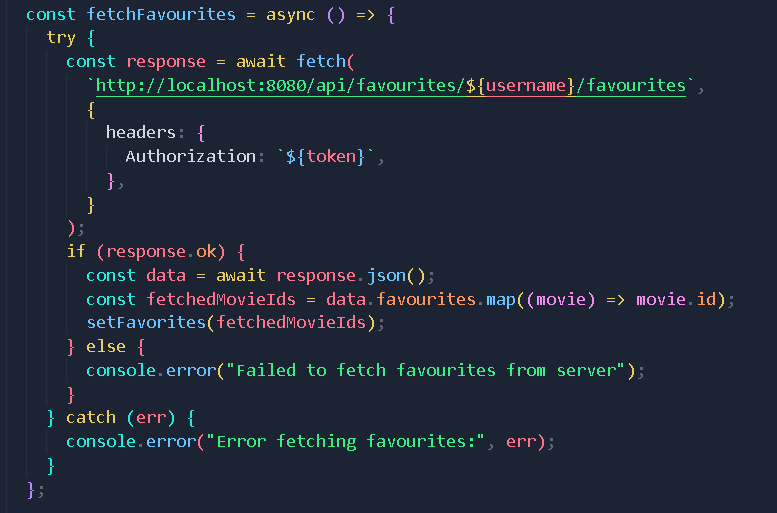 const fetchFavourites = async () => {
try {
const response = await fetch(
`http://localhost:8080/api/favourites/${username}/favourites`,
{
headers: {
Authorization: `${token}`,
},
}
);
if (response.ok) {
const data = await response.json();
const fetchedMovieIds = data.favourites.map((movie) => movie.id);
setFavorites(fetchedMovieIds);
} else {
console.error("Failed to fetch favourites from server");
}
} catch (err) {
console.error("Error fetching favourites:", err);
}
};